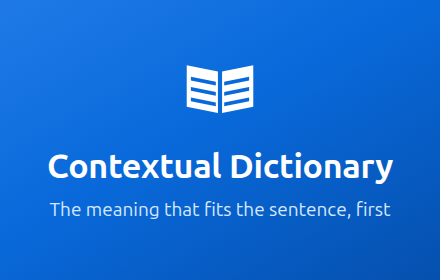 Contextual Dictionary
The meaning that fits the sentence, first